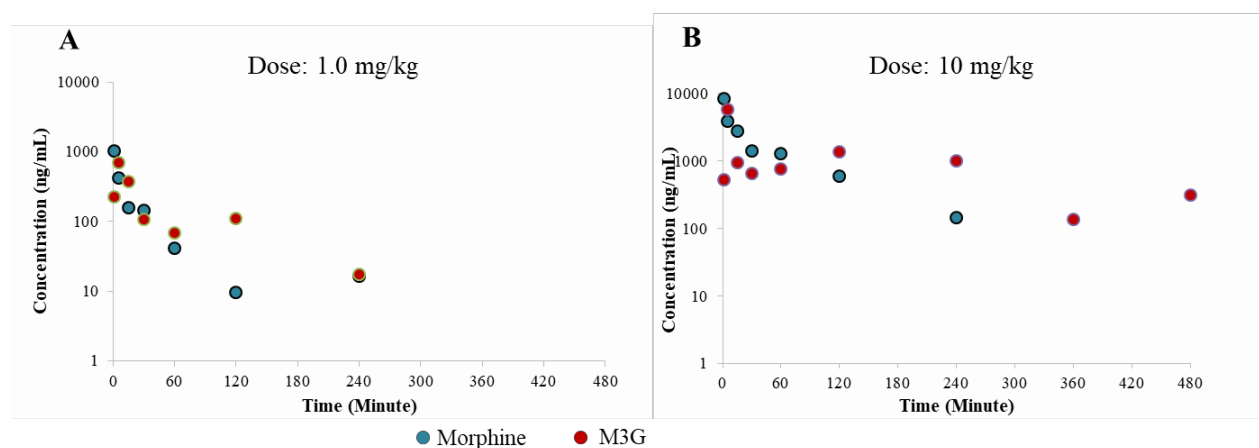 A
Dose: 1.0 mg/kg
Concentration (ng/mL)
10000
1000
100
10
1
0 60 120 180 240 300 360 420 480
Time (Minute)
B
Dose: 10 mg/kg
Concentration (ng/mL)
10000
1000
100
10
1
0 60 120 180 240 300 360 420 480
Time (Minute)
Morphine M3G